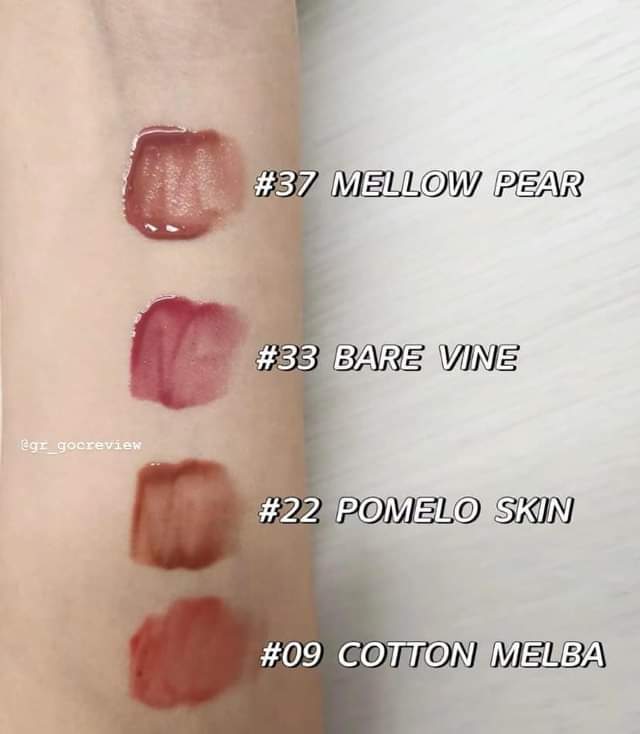 #37 MELLOW PEAR
#33 BARE VINE
@gr_gocreview
#22 POMELO SKIN
#09 COTTON MELBA